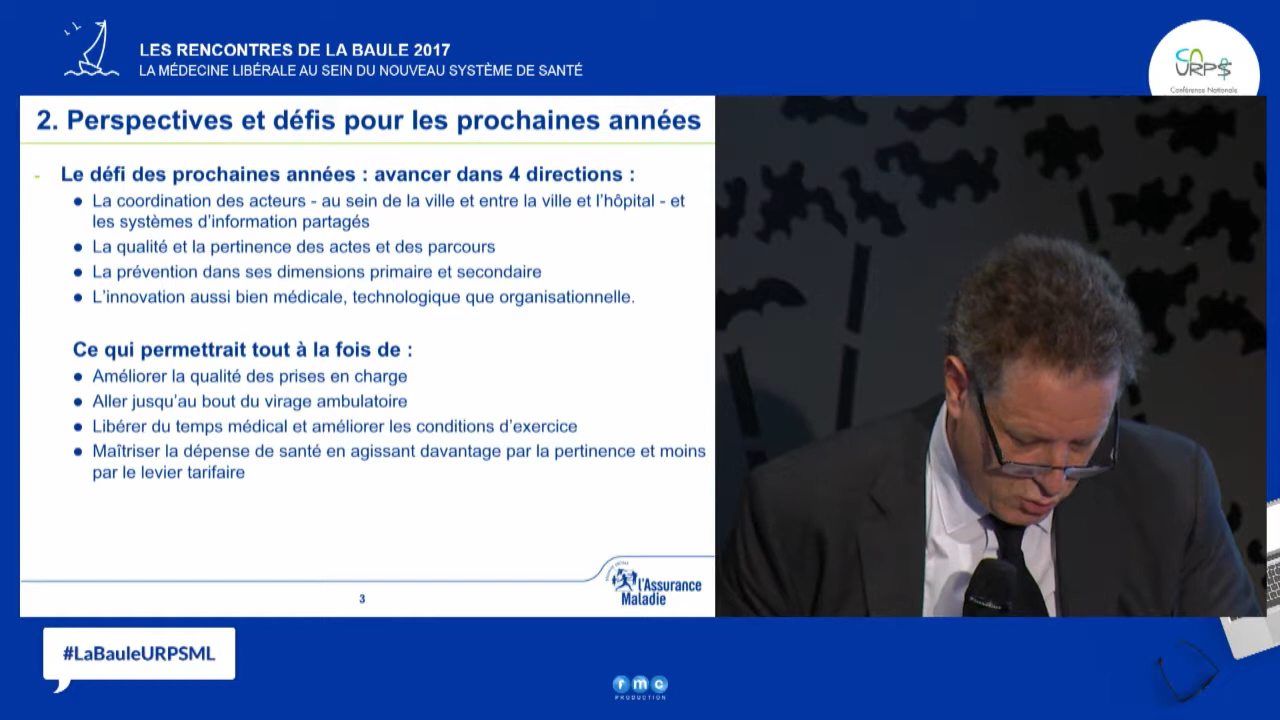 LES RENCONTRES DE LA BAULE 2017
LA MÉDECINE LIBÉRALE AU SEIN DU NOUVEAU SYSTÈME DE SANTÉ
URPS
Conférence Nationale
2. Perspectives et défis pour les prochaines années
- Le défi des prochaines années : avancer dans 4 directions :
● La coordination des acteurs - au sein de la ville et entre la ville et l'hôpital - et
les systèmes d'information partagés
● La qualité et la pertinence des actes et des parcours
● La prévention dans ses dimensions primaire et secondaire
● L'innovation aussi bien médicale, technologique que organisationnelle.
Ce qui permettrait tout à la fois de :
● Améliorer la qualité des prises en charge
● Aller jusqu'au bout du virage ambulatoire
● Libérer du temps médical et améliorer les conditions d'exercice
● Maîtriser la dépense de santé en agissant davantage par la pertinence et moins
par le levier tarifaire
l'Assurance
Maladie
3
#LaBauleURPSML
fmc
PRODUCTION